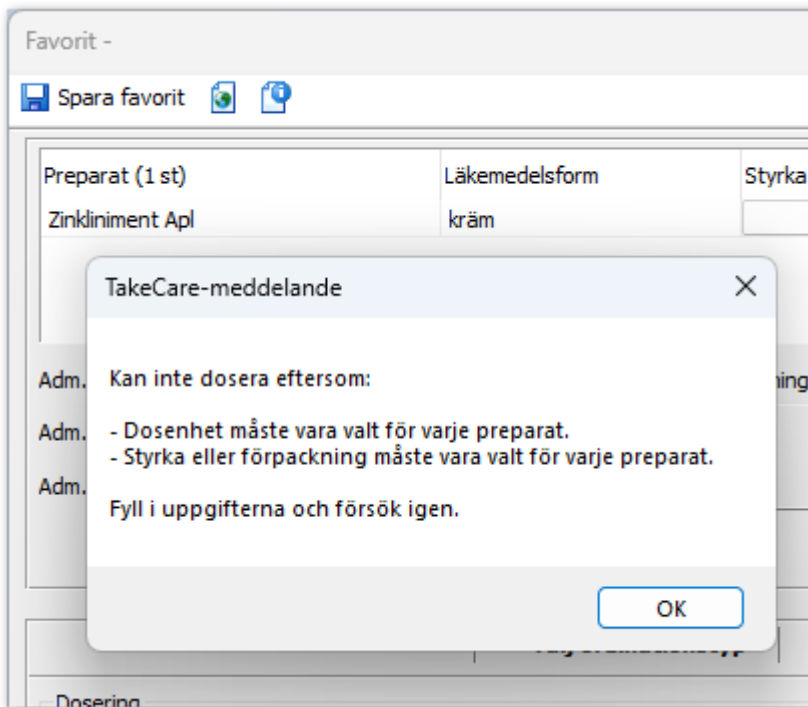 Favorit -
Spara favorit
Preparat (1 st) Läkemedelsform Styrka
Zinkliniment Apl kräm
TakeCare-meddelande
Adm.
Kan inte dosera eftersom:
Adm.
- Dosenhet måste vara valt för varje preparat.
- Styrka eller förpackning måste vara valt för varje preparat.
Adm.
Fyll i uppgifterna och försök igen.
OK
Dosering